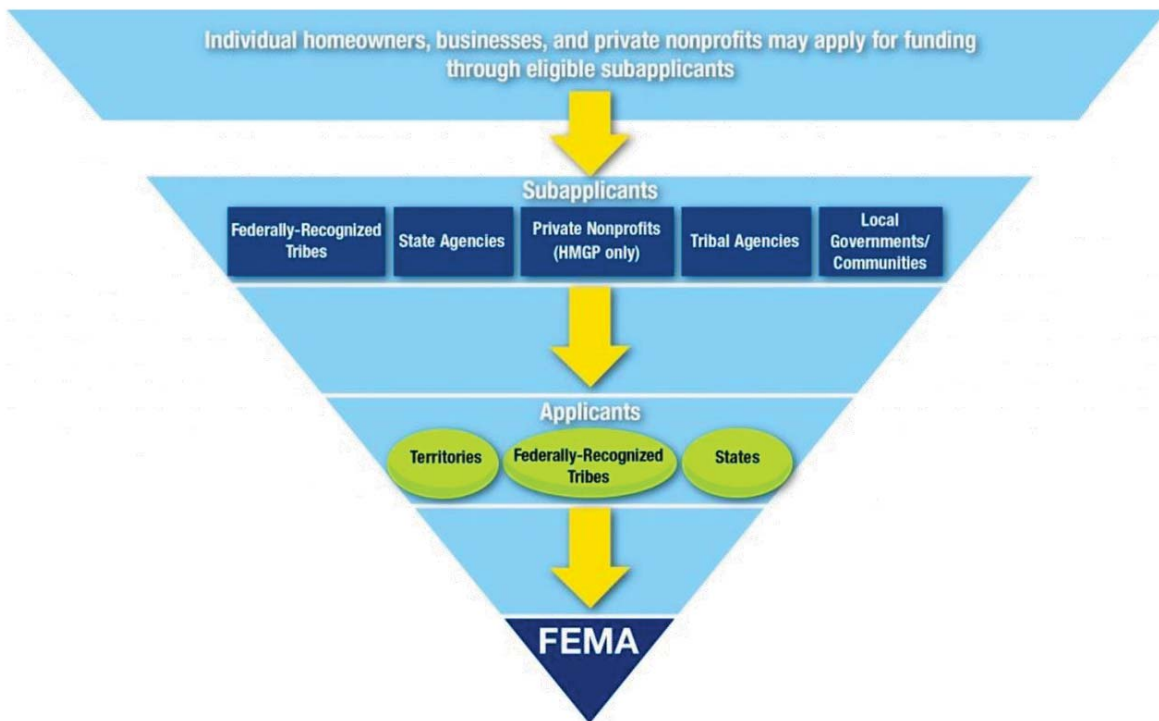 Individual homeowners, businesses, and private nonprofits may apply for funding
through eligible subapplicants
Subapplicants
Federally-Recognized
Tribes
State Agencies
Private Nonprofits
(HMGP only)
Tribal Agencies
Local
Governments/
Communities
Applicants
Territories
Federally-Recognized
Tribes
States
FEMA